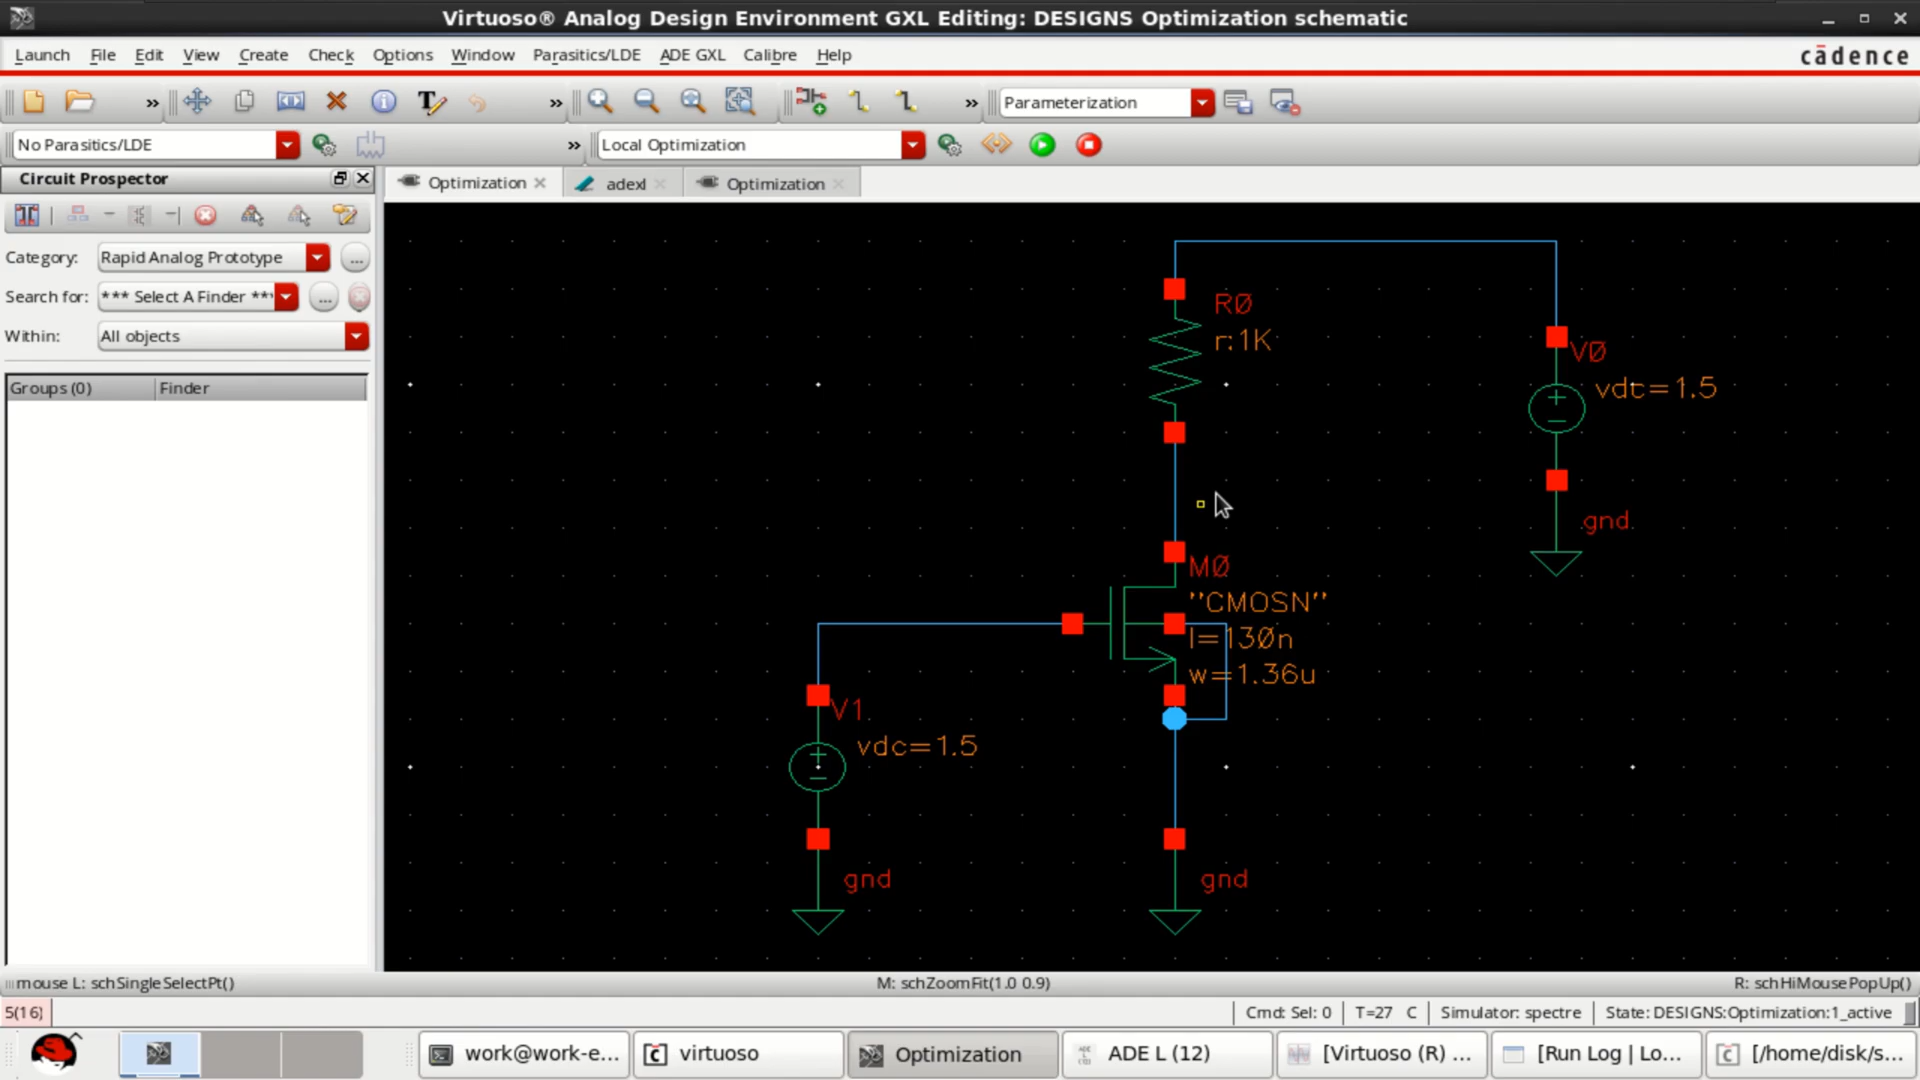 Virtuoso® Analog Design Environment GXL Editing: DESIGNS Optimization schematic
Launch File Edit View Create Check Options Window Parasitics/LDE ADE GXL Calibre Help cādence
» » » Parameterization
No Parasitics/LDE » Local Optimization
Circuit Prospector
Optimization adexl Optimization
Category: Rapid Analog Prototype ...
Search for: *** Select A Finder *** ...
Within: All objects
Groups (0) Finder
R0
r:1K
V0
vdc=1.5
gnd
M0
"CMOSN"
l=130n
w=1.36u
V1
vdc=1.5
gnd
gnd
mouse L: schSingleSelectPt() M: schZoomFit(1.0 0.9) R: schHiMousePopUp()
5(16) Cmd: Sel: 0 T=27 C Simulator: spectre State: DESIGNS:Optimization:1_active
work@work-e... virtuoso Optimization ADE L (12) [Virtuoso (R) ... [Run Log | Lo... [/home/disk/s...